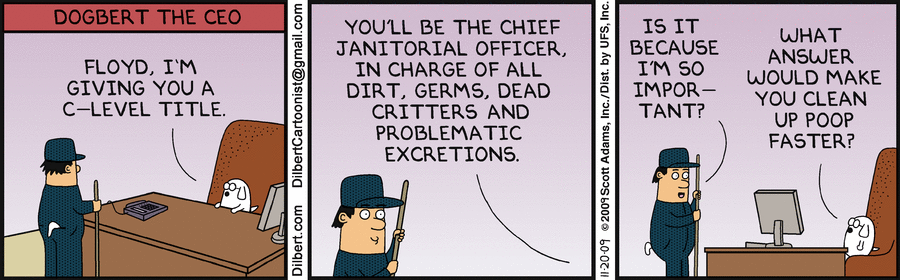 DOGBERT THE CEO
FLOYD, I'M
GIVING YOU A
C-LEVEL TITLE.
Dilbert.com DilbertCartoonist@gmail.com
YOU'LL BE THE CHIEF
JANITORIAL OFFICER,
IN CHARGE OF ALL
DIRT, GERMS, DEAD
CRITTERS AND
PROBLEMATIC
EXCRETIONS.
11-20-09 ©2009 Scott Adams, Inc./Dist. by UFS, Inc.
IS IT
BECAUSE
I'M SO
IMPOR-
TANT?
WHAT
ANSWER
WOULD MAKE
YOU CLEAN
UP POOP
FASTER?